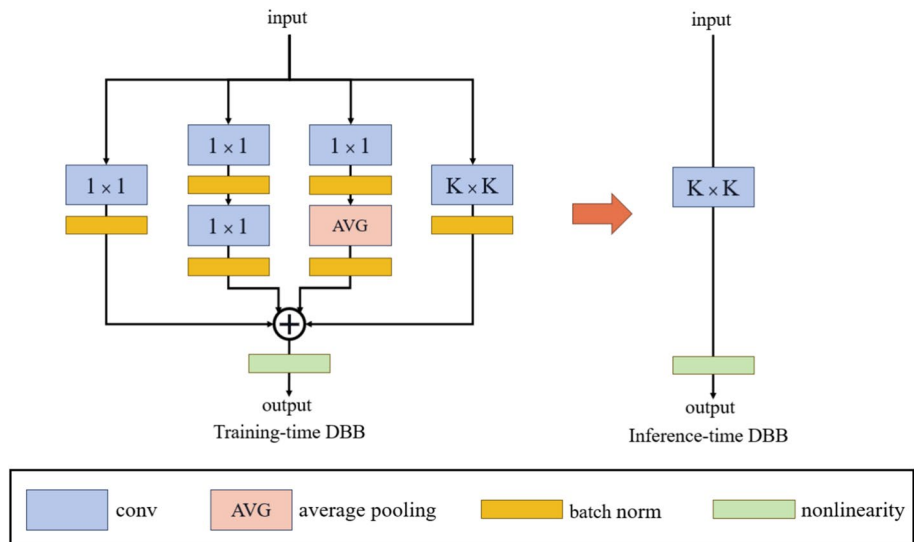 input
input
1 × 1
1 × 1
1 × 1
K × K
1 × 1
AVG
K × K
output
Training-time DBB
output
Inference-time DBB
conv
AVG
average pooling
batch norm
nonlinearity